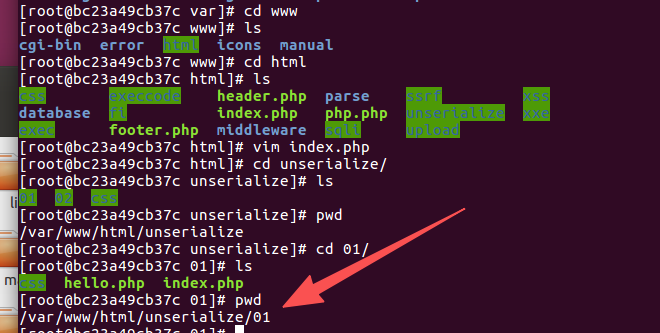 [root@bc23a49cb37c var]# cd www
[root@bc23a49cb37c www]# ls
cgi-bin error html icons manual
[root@bc23a49cb37c www]# cd html
[root@bc23a49cb37c html]# ls
css execcode header.php parse ssrf xss
database fi index.php php.php unserialize xxe
exec footer.php middleware sqli upload
[root@bc23a49cb37c html]# vim index.php
[root@bc23a49cb37c html]# cd unserialize/
[root@bc23a49cb37c unserialize]# ls
01 02 css
[root@bc23a49cb37c unserialize]# pwd
/var/www/html/unserialize
[root@bc23a49cb37c unserialize]# cd 01/
[root@bc23a49cb37c 01]# ls
css hello.php index.php
[root@bc23a49cb37c 01]# pwd
/var/www/html/unserialize/01
[root@bc23a49cb37c 01]#